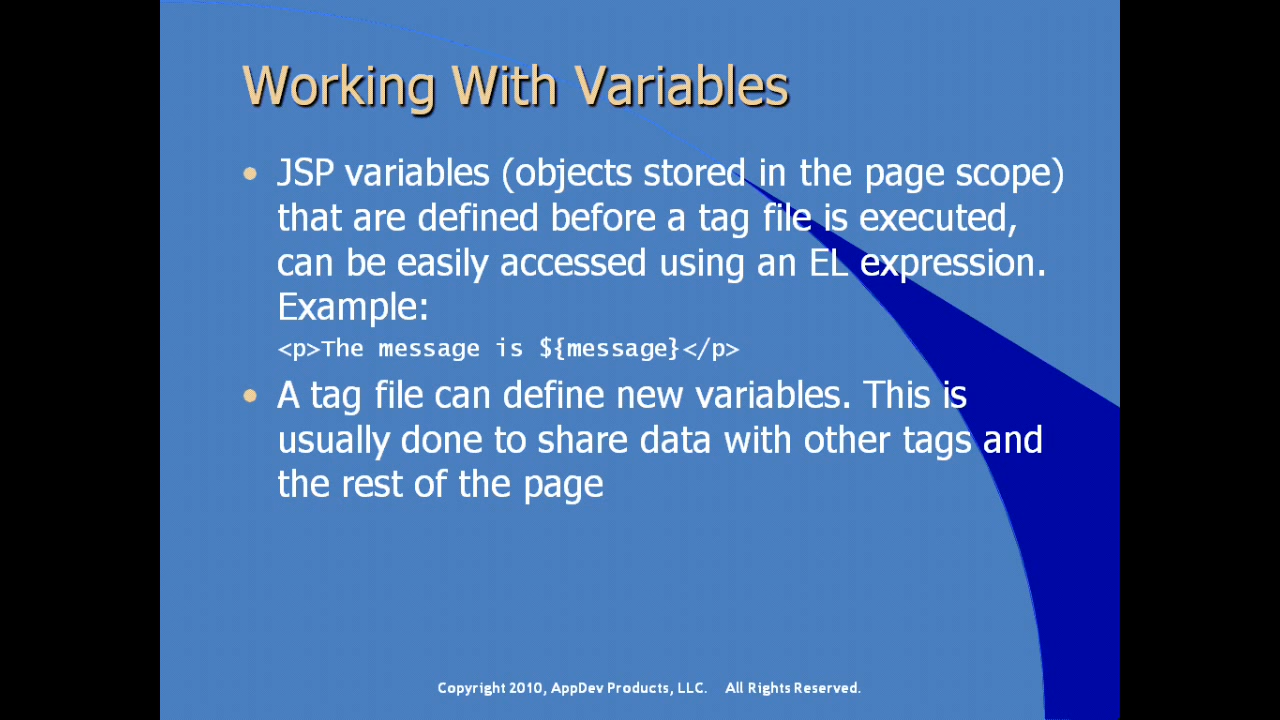 Working With Variables
• JSP variables (objects stored in the page scope)
that are defined before a tag file is executed,
can be easily accessed using an EL expression.
Example:
<p>The message is ${message}</p>
• A tag file can define new variables. This is
usually done to share data with other tags and
the rest of the page
Copyright 2010, AppDev Products, LLC. All Rights Reserved.